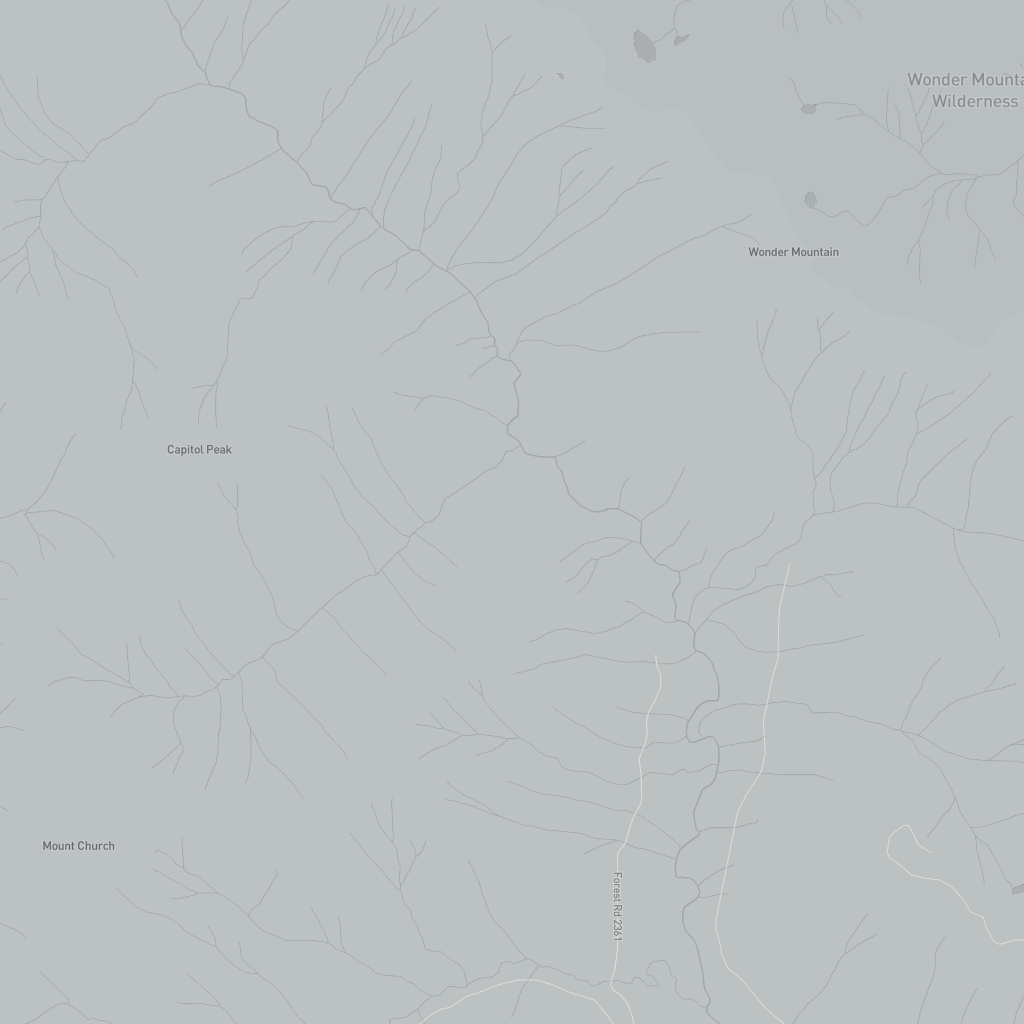 Wonder Mounta
Wilderness
Wonder Mountain
Capitol Peak
Mount Church
Forest Rd 2361